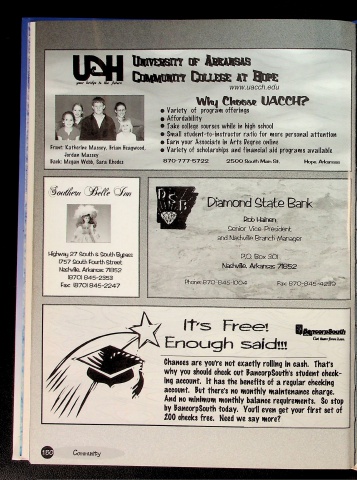 UACCH
your bridge to the future
UNIVERSITY OF ARKANSAS
COMMUNITY COLLEGE AT HOPE
www.uacch.edu
Why Choose UACCH?
● Variety of program offerings
● Affordability
● Take college courses while in high school
● Small student-to-instructor ratio for more personal attention
● Earn your Associate in Arts Degree online
● Variety of scholarships and financial aid programs available
870-777-5722 2500 South Main St. Hope, Arkansas
Front: Katherine Massey, Brian
Jordan Massey
Back: Megan Webb, Sara Rhodes
Southern Belle Inn
Highway 27 South & South Bypass
1757 South Fourth Street
Nashville, Arkansas 71852
(870) 845-2953
Fax: (870) 845-2247
Diamond State Bank
Bob
Senior Vice President
and Nashville Branch Manager
P.O. Box 301
Nashville, Arkansas 71852
Phone: 870-845-1004 Fax: 870-845-4299
It's Free!
Enough said!!!
BancorpSouth
Chances are you're not exactly rolling in cash. That's
why you should check out BancorpSouth's student check-
ing account. It has the benefits of a regular checking
account. But there's no monthly maintenance charge.
And no minimum monthly balance requirements. So stop
by BancorpSouth today. You'll even get your first set of
200 checks free. Need we say more?
160 Community